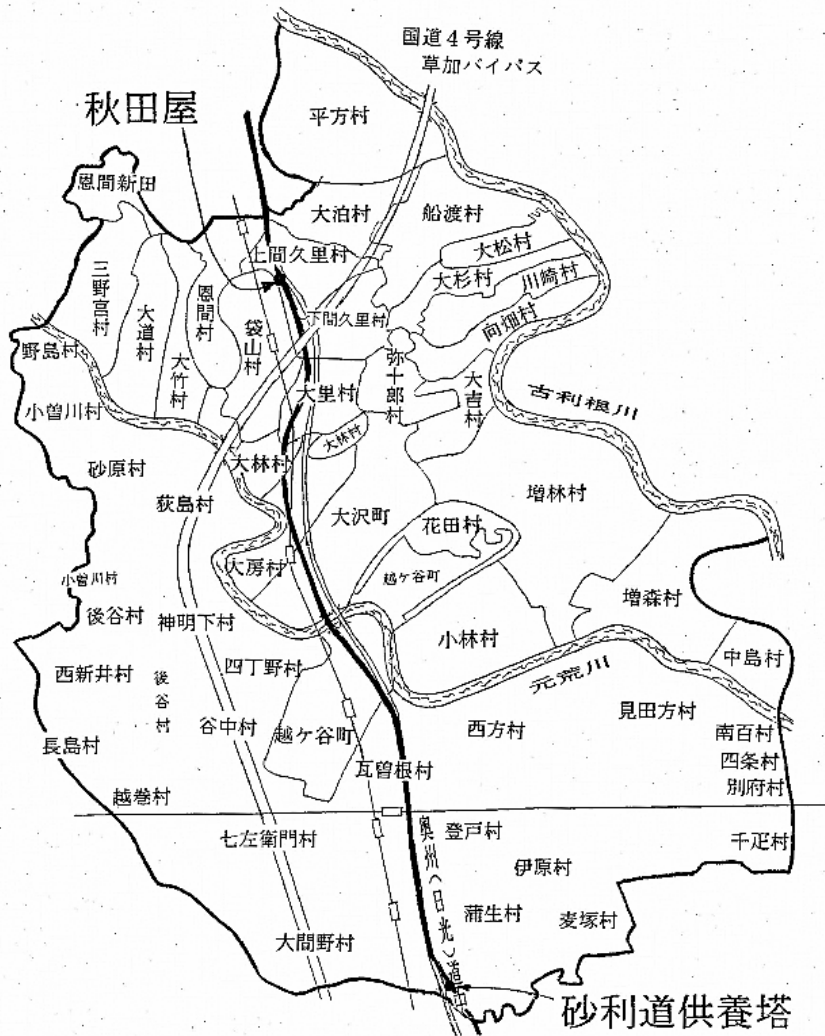 国道4号線
草加バイパス
秋田屋
平方村
恩間新田
大泊村
船渡村
上間久里村
大松村
大杉村
川崎村
三野宮村
大道村
恩間村
袋山村
下間久里村
向畑村
野島村
大竹村
大里村
弥十郎村
大吉村
古利根川
小曽川村
大林村
大林村
砂原村
荻島村
大沢町
花田村
増林村
大房村
越ケ谷町
小曽川村
後谷村
神明下村
小林村
増森村
西新井村
後谷村
四丁野村
元荒川
中島村
長島村
谷中村
越ケ谷町
西方村
見田方村
南百村
四条村
別府村
瓦曽根村
越巻村
七左衛門村
登戸村
千疋村
伊原村
奥州(日光)道
蒲生村
麦塚村
大間野村
砂利道供養塔